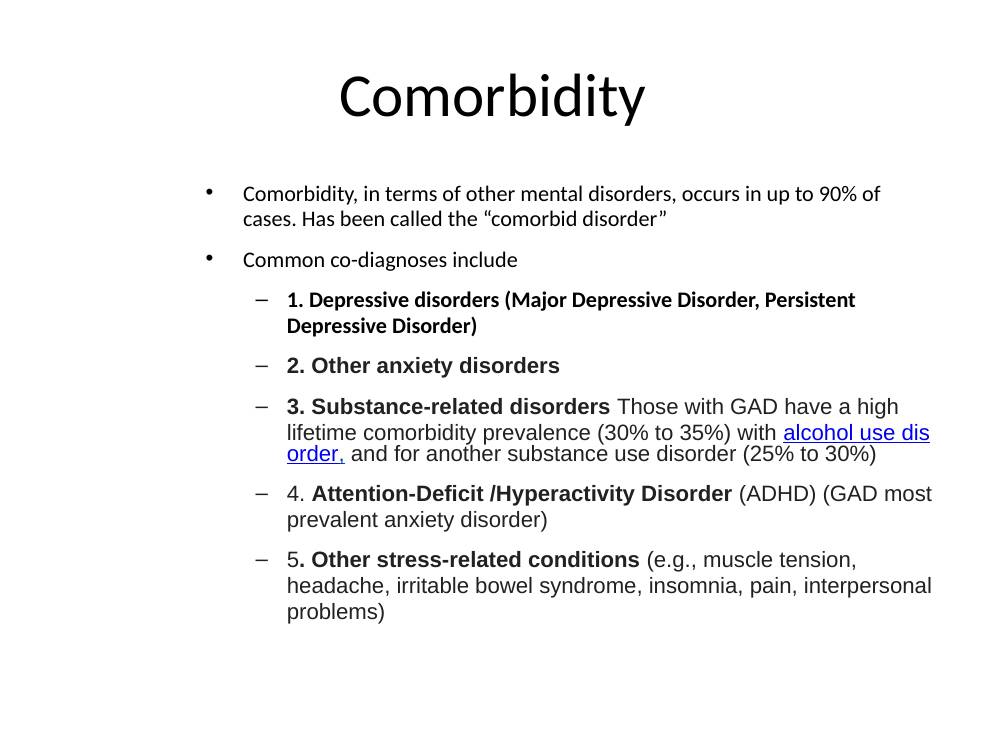 Comorbidity
• Comorbidity, in terms of other mental disorders, occurs in up to 90% of
cases. Has been called the “comorbid disorder”
• Common co-diagnoses include
– 1. Depressive disorders (Major Depressive Disorder, Persistent
Depressive Disorder)
– 2. Other anxiety disorders
– 3. Substance-related disorders Those with GAD have a high
lifetime comorbidity prevalence (30% to 35%) with alcohol use dis
order, and for another substance use disorder (25% to 30%)
– 4. Attention-Deficit /Hyperactivity Disorder (ADHD) (GAD most
prevalent anxiety disorder)
– 5. Other stress-related conditions (e.g., muscle tension,
headache, irritable bowel syndrome, insomnia, pain, interpersonal
problems)